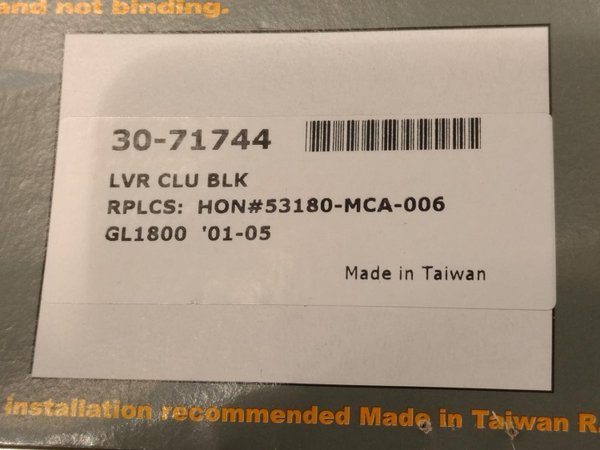 and not binding.
30-71744
LVR CLU BLK
RPLCS: HON#53180-MCA-006
GL1800 '01-05
Made in Taiwan
installation recommended Made in Taiwan R.